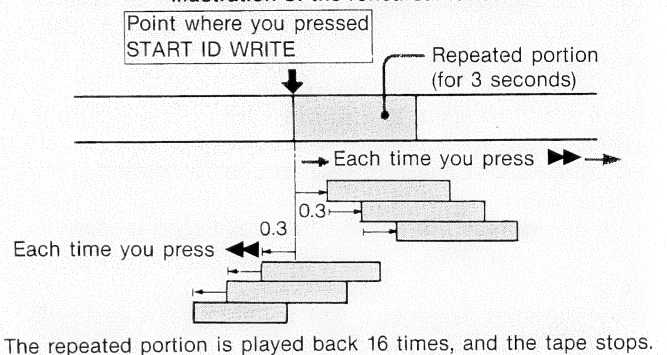 Point where you pressed
START ID WRITE
Repeated portion
(for 3 seconds)
Each time you press
0.3
0.3
Each time you press
The repeated portion is played back 16 times, and the tape stops.